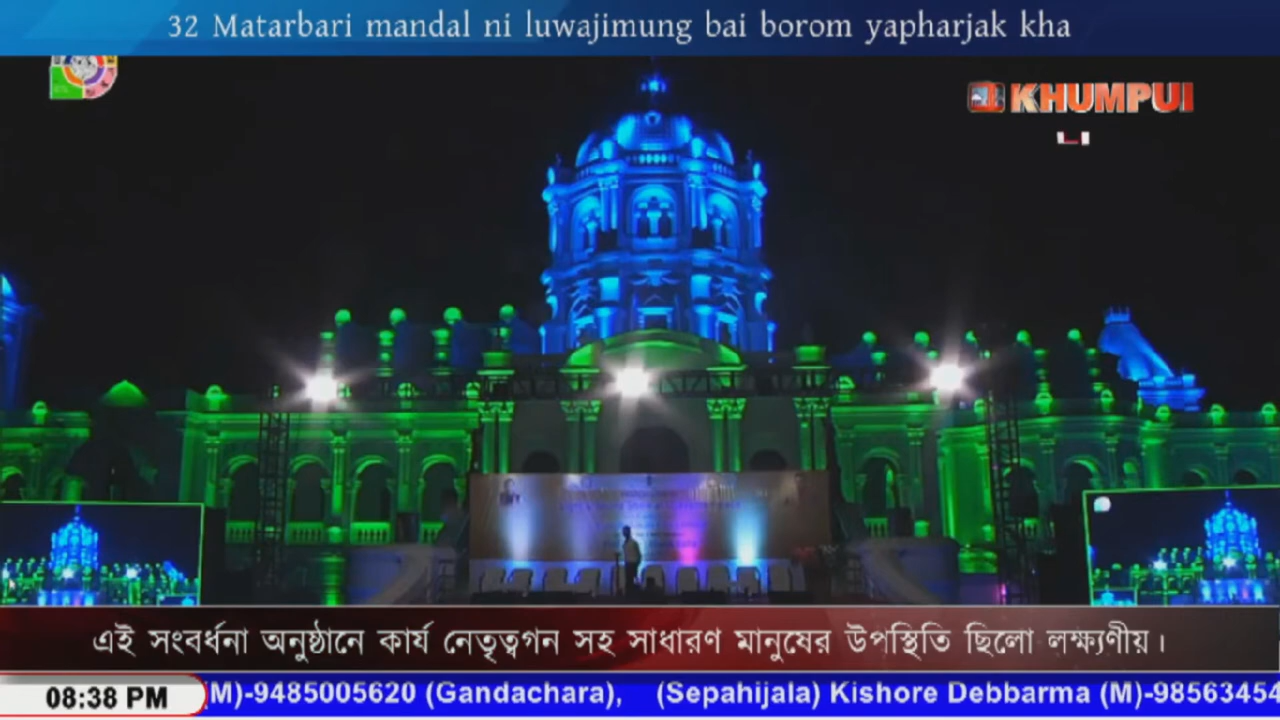 32 Matarbari mandal ni luwajimung bai borom yapharjak kha
KHUMPUI
এই সংবর্ধনা অনুষ্ঠানে কার্য নেতৃত্বগন সহ সাধারণ মানুষের উপস্থিতি ছিলো লক্ষ্যণীয়।
08:38 PM
(M)-9485005620 (Gandachara), (Sepahijala) Kishore Debbarma (M)-98563454